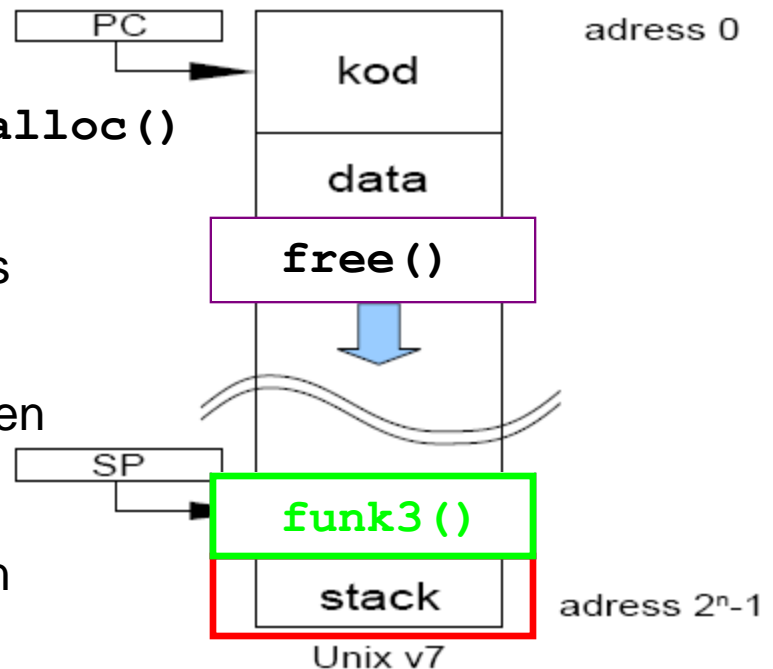 PC
adress 0
kod
alloc()
data
free()
s
en
SP
funk3()
n
stack
adress 2ⁿ-1
Unix v7